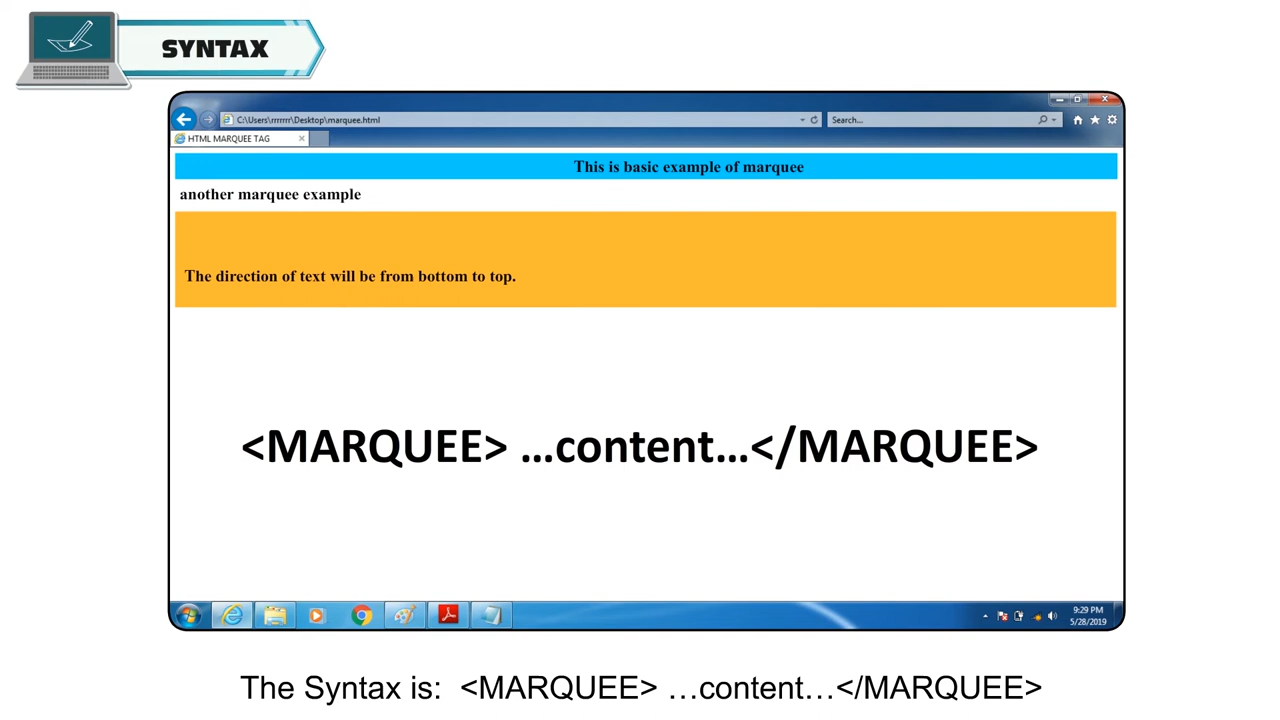 SYNTAX
C:\Users\rrrrrrr\Desktop\marquee.html
Search...
HTML MARQUEE TAG
This is basic example of marquee
another marquee example
The direction of text will be from bottom to top.
<MARQUEE> …content…</MARQUEE>
9:29 PM
5/28/2019
The Syntax is: <MARQUEE> …content…</MARQUEE>